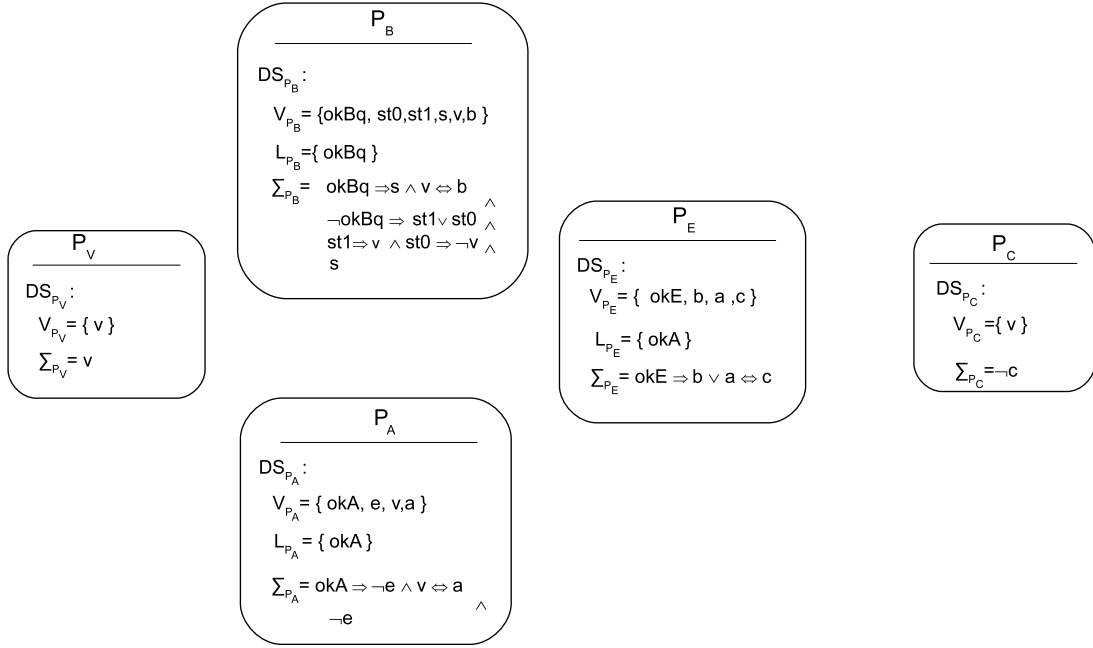 P_B
DS_{P_B}:
V_{P_B}= {okBq, st0,st1,s,v,b }
L_{P_B}={ okBq }
∑_{P_B}= okBq ⇒s ∧ v ⇔ b ∧
¬okBq ⇒ st1∨ st0 ∧
st1⇒ v ∧ st0 ⇒ ¬v ∧
s
P_V
DS_{P_V}:
V_{P_V}= { v }
∑_{P_V}= v
P_E
DS_{P_E}:
V_{P_E}= { okE, b, a ,c }
L_{P_E}= { okA }
∑_{P_E}= okE ⇒ b ∨ a ⇔ c
P_C
DS_{P_C}:
V_{P_C}={ v }
∑_{P_C}=¬c
P_A
DS_{P_A}:
V_{P_A}= { okA, e, v,a }
L_{P_A}= { okA }
∑_{P_A}= okA ⇒ ¬e ∧ v ⇔ a ∧
¬e